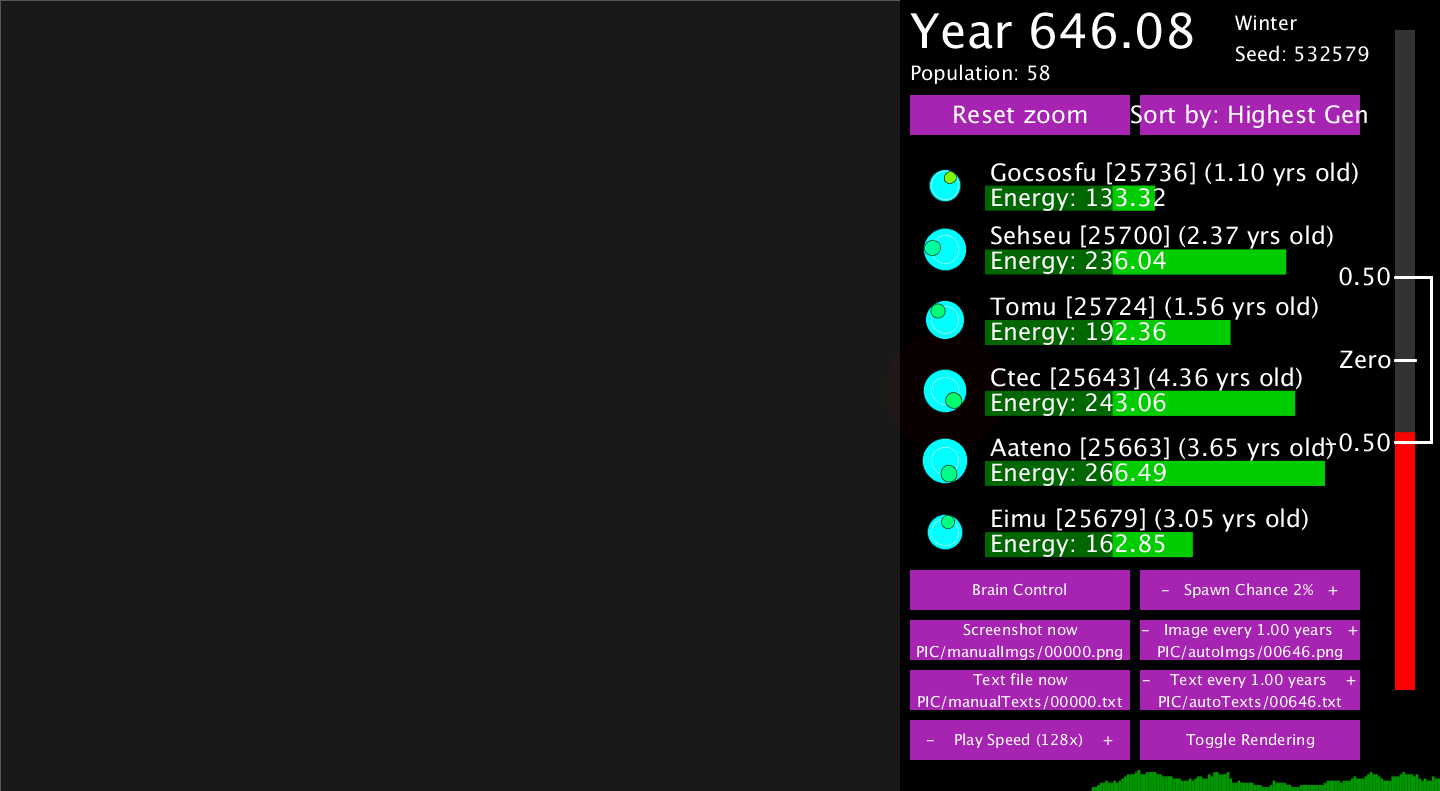 Year 646.08
Winter
Seed: 532579
Population: 58
Reset zoom
Sort by: Highest Gen
Gocsosfu [25736] (1.10 yrs old)
Energy: 133.32
Sehseu [25700] (2.37 yrs old)
Energy: 236.04
0.50
Tomu [25724] (1.56 yrs old)
Energy: 192.36
Zero
Ctec [25643] (4.36 yrs old)
Energy: 243.06
-0.50
Aateno [25663] (3.65 yrs old)
Energy: 266.49
Eimu [25679] (3.05 yrs old)
Energy: 162.85
Brain Control
- Spawn Chance 2% +
Screenshot now
PIC/manualImgs/00000.png
- Image every 1.00 years +
PIC/autoImgs/00646.png
Text file now
PIC/manualTexts/00000.txt
- Text every 1.00 years +
PIC/autoTexts/00646.txt
- Play Speed (128x) +
Toggle Rendering